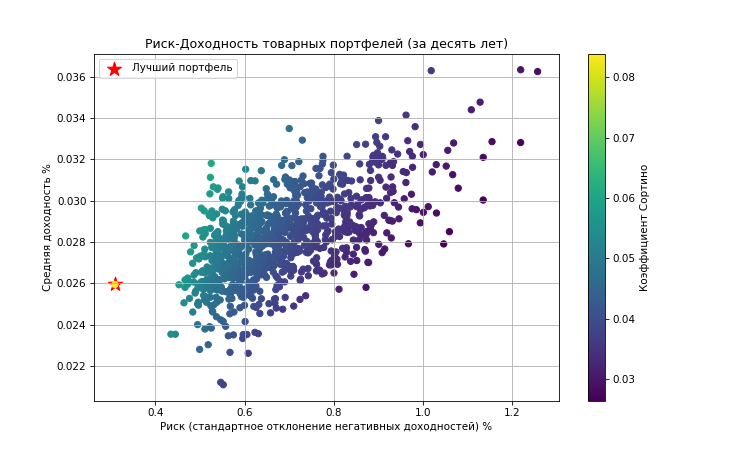 Риск-Доходность товарных портфелей (за десять лет)
Лучший портфель
Средняя доходность %
0.036
0.034
0.032
0.030
0.028
0.026
0.024
0.022
0.4 0.6 0.8 1.0 1.2
Риск (стандартное отклонение негативных доходностей) %
0.08
0.07
0.06
0.05
0.04
0.03
Коэффициент Сортино